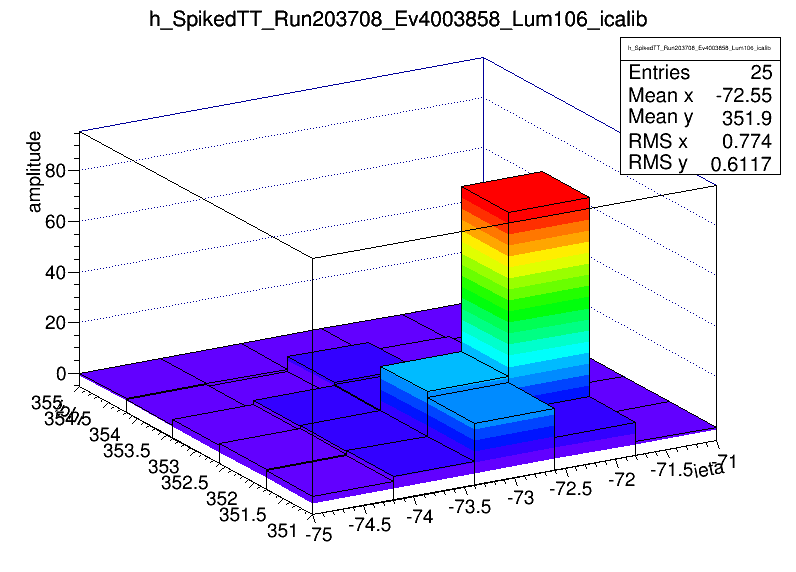 h_SpikedTT_Run203708_Ev4003858_Lum106_icalib
h_SpikedTT_Run203708_Ev4003858_Lum106_icalib
Entries 25
Mean x -72.55
Mean y 351.9
RMS x 0.774
RMS y 0.6117
amplitude
80
60
40
20
0
355
354.5
354
353.5
353
352.5
352
351.5
351
-75
-74.5
-74
-73.5
-73
-72.5
-72
-71.5
-71
ieta